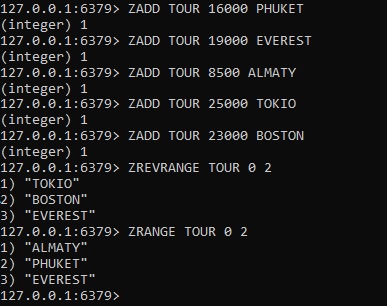 127.0.0.1:6379> ZADD TOUR 16000 PHUKET
(integer) 1
127.0.0.1:6379> ZADD TOUR 19000 EVEREST
(integer) 1
127.0.0.1:6379> ZADD TOUR 8500 ALMATY
(integer) 1
127.0.0.1:6379> ZADD TOUR 25000 TOKIO
(integer) 1
127.0.0.1:6379> ZADD TOUR 23000 BOSTON
(integer) 1
127.0.0.1:6379> ZREVRANGE TOUR 0 2
1) "TOKIO"
2) "BOSTON"
3) "EVEREST"
127.0.0.1:6379> ZRANGE TOUR 0 2
1) "ALMATY"
2) "PHUKET"
3) "EVEREST"
127.0.0.1:6379>